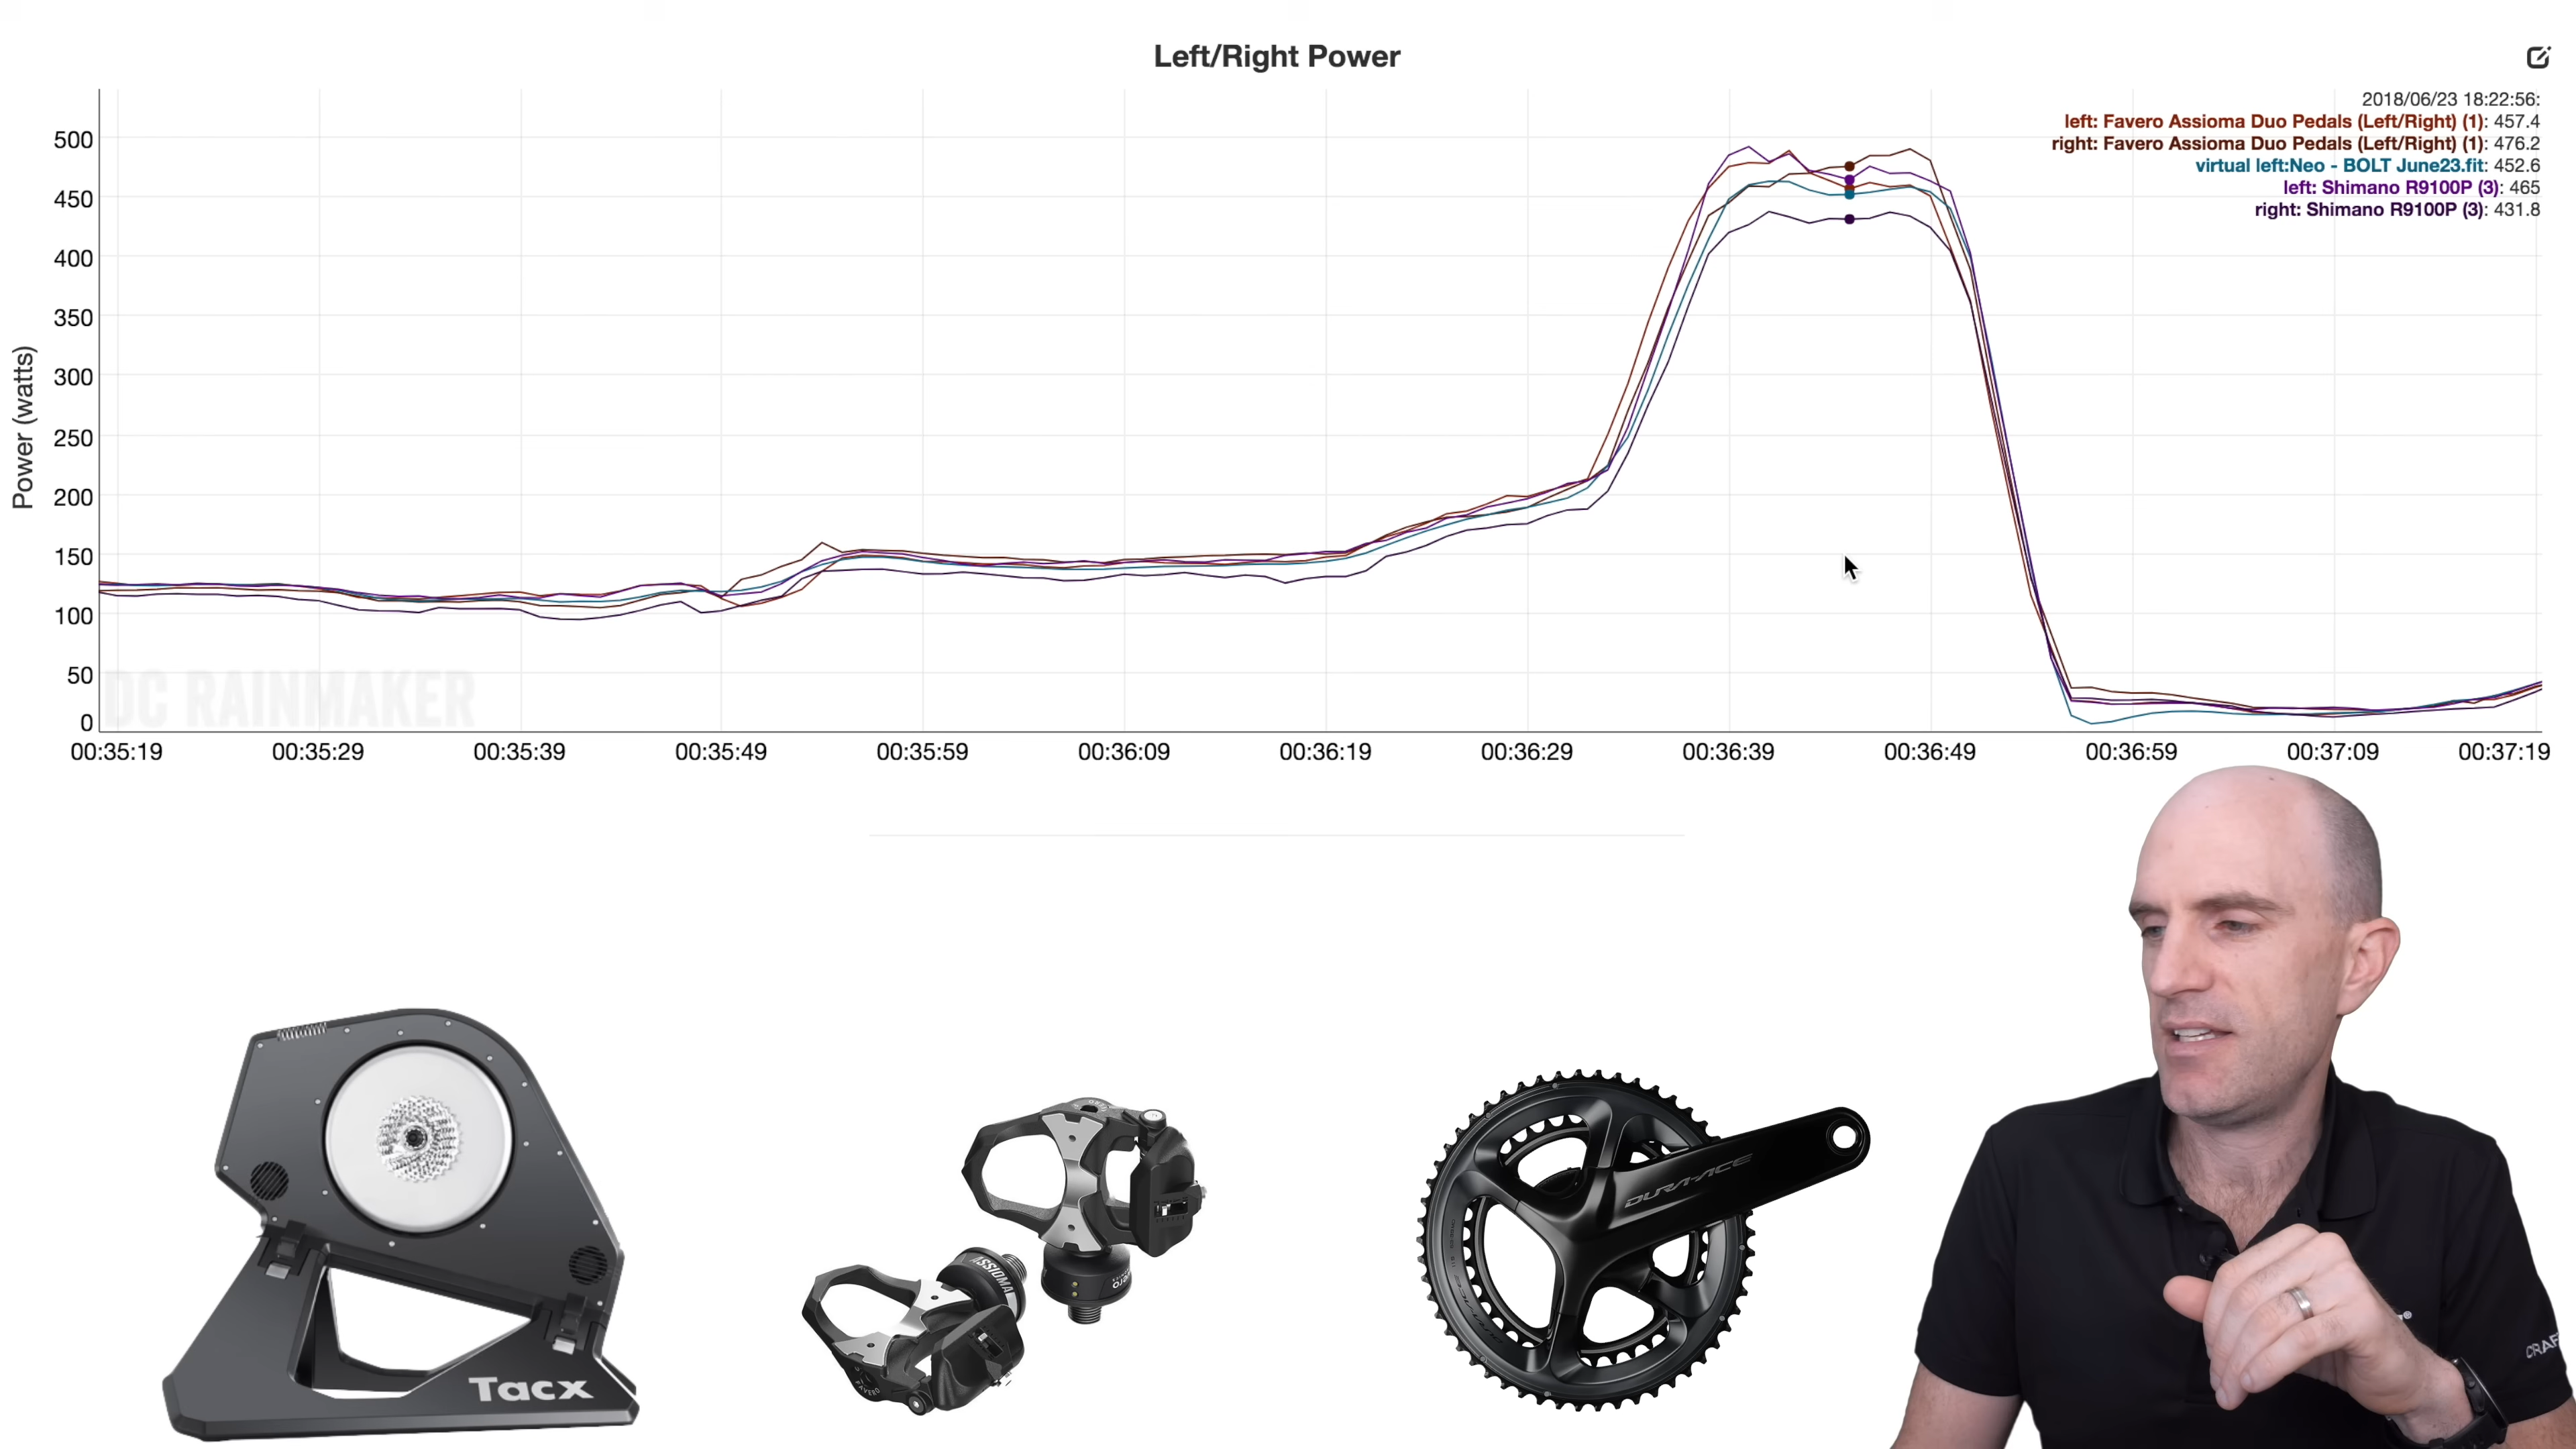 Left/Right Power
2018/06/23 18:22:56:
left: Favero Assioma Duo Pedals (Left/Right) (1): 457.4
right: Favero Assioma Duo Pedals (Left/Right) (1): 476.2
virtual left:Neo - BOLT June23.fit: 452.6
left: Shimano R9100P (3): 465
right: Shimano R9100P (3): 431.8
Power (watts)
500
450
400
350
300
250
200
150
100
50
0
00:35:19 00:35:29 00:35:39 00:35:49 00:35:59 00:36:09 00:36:19 00:36:29 00:36:39 00:36:49 00:36:59 00:37:09 00:37:19
DC RAINMAKER
Tacx
ASSIOMA
DURA-ACE